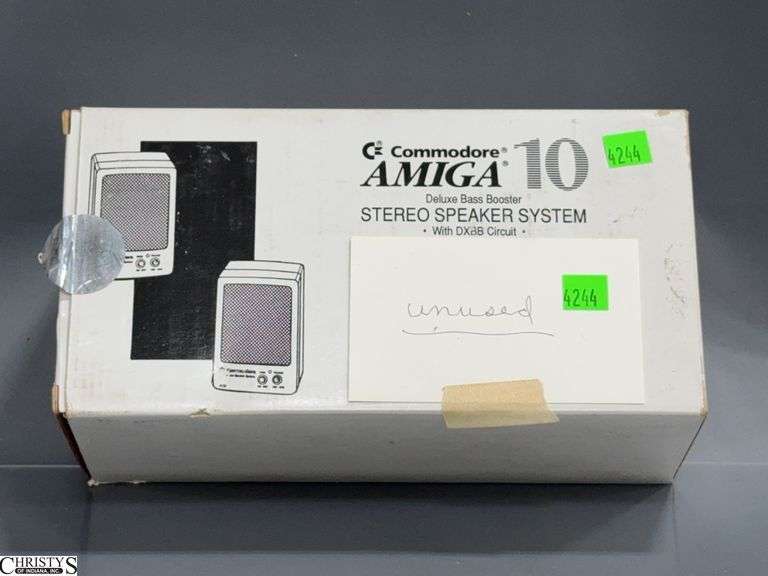 Commodore®
AMIGA® 10
4244
Deluxe Bass Booster
STEREO SPEAKER SYSTEM
• With DXBB Circuit •
unused
4244
CHRISTY'S
OF INDIANA, INC.